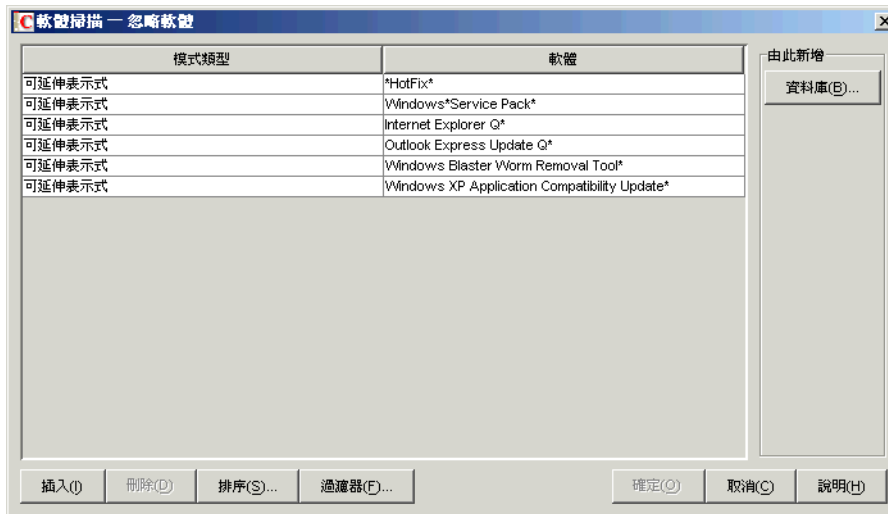 C 軟體掃描 — 忽略軟體
模式類型 軟體
可延伸表示式 *HotFix*
可延伸表示式 Windows*Service Pack*
可延伸表示式 Internet Explorer Q*
可延伸表示式 Outlook Express Update Q*
可延伸表示式 Windows Blaster Worm Removal Tool*
可延伸表示式 Windows XP Application Compatibility Update*
由此新增
資料庫(B)...
插入(I) 刪除(D) 排序(S)... 過濾器(F)... 確定(O) 取消(C) 說明(H)